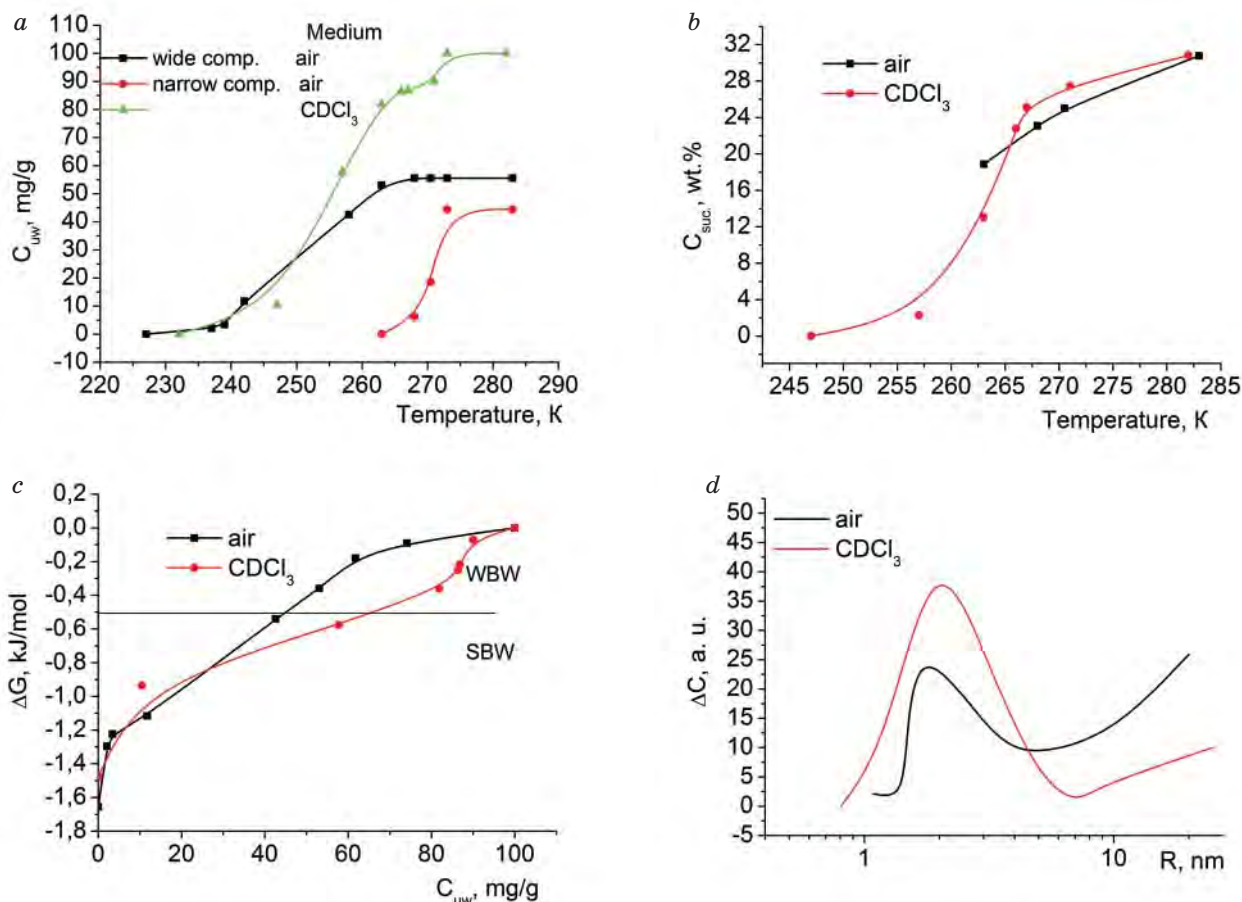 a
110
100
90
80
70
60
50
40
30
20
10
0
-10
C_uw, mg/g
Medium
wide comp. air
narrow comp. air
CDCl₃
220 230 240 250 260 270 280 290
Temperature, K
b
32
28
24
20
16
12
8
4
0
C_suc., wt.%
air
CDCl₃
245 250 255 260 265 270 275 280 285
Temperature, K
c
0,2
0,0
-0,2
-0,4
-0,6
-0,8
-1,0
-1,2
-1,4
-1,6
-1,8
ΔG, kJ/mol
air
CDCl₃
WBW
SBW
0 20 40 60 80 100
C_uw, mg/g
d
50
45
40
35
30
25
20
15
10
5
0
-5
ΔC, a. u.
air
CDCl₃
1 10
R, nm